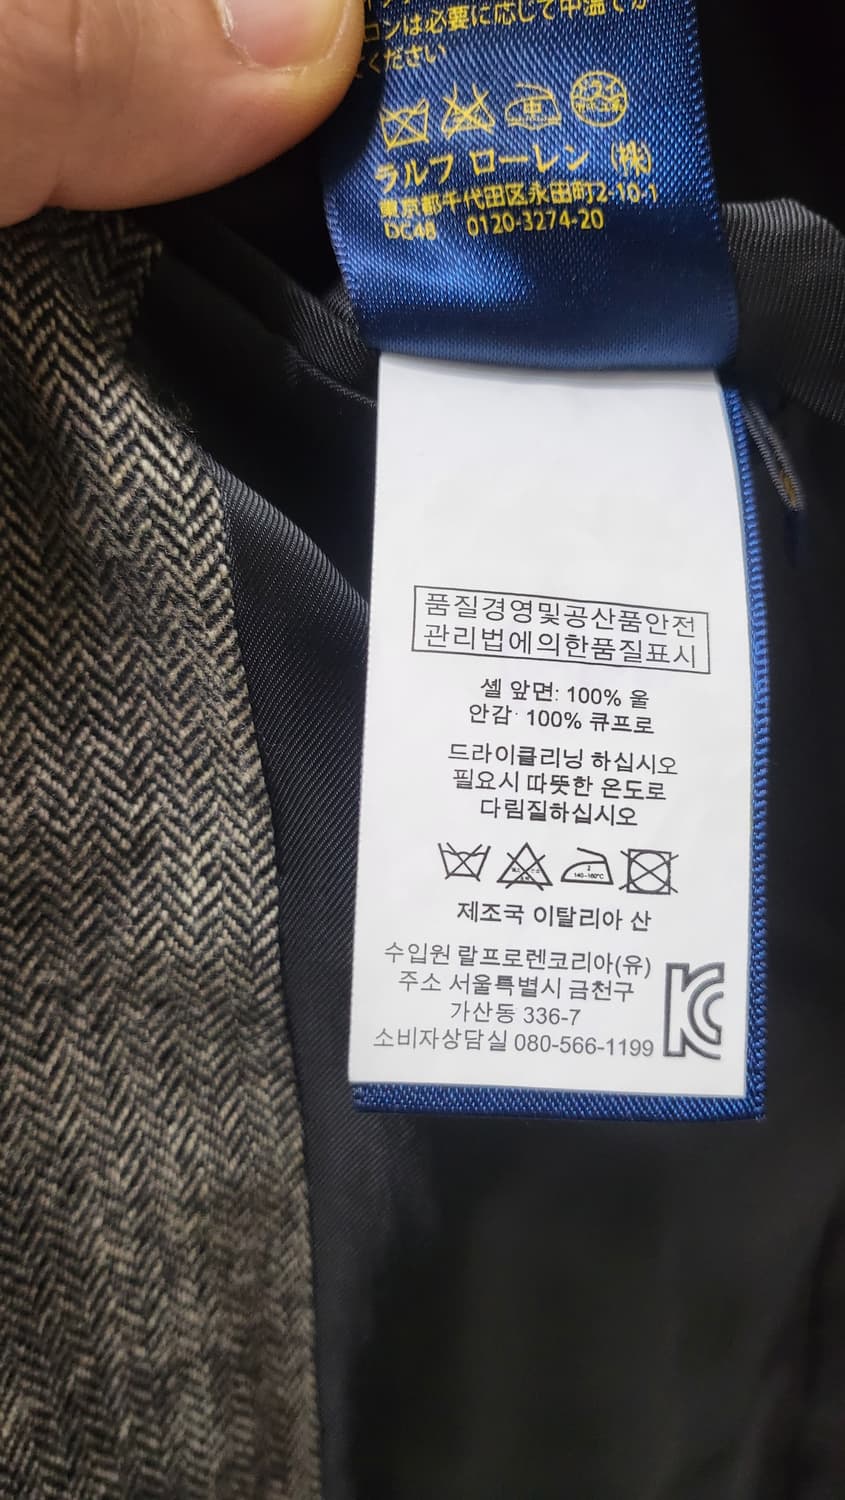 ロンは必要に応じて中温でか
ください
ラルフ ローレン (株)
東京都千代田区永田町2-10-1
DC48 0120-3274-20
품질경영및공산품안전
관리법에의한품질표시
셸 앞면: 100% 울
안감: 100% 큐프로
드라이클리닝 하십시오
필요시 따뜻한 온도로
다림질하십시오
140-160°C
제조국 이탈리아 산
수입원 랄프로렌코리아(유)
주소 서울특별시 금천구
가산동 336-7
소비자상담실 080-566-1199
KC